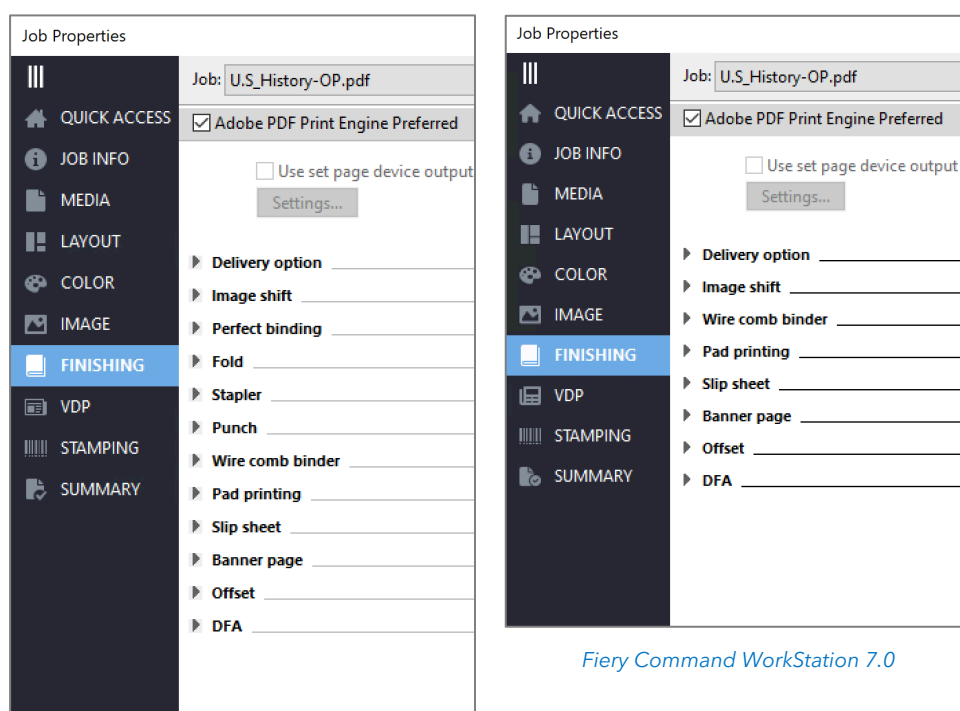 Job Properties
Job: U.S_History-OP.pdf
QUICK ACCESS
Adobe PDF Print Engine Preferred
JOB INFO
Use set page device output
MEDIA
Settings...
LAYOUT
Delivery option
COLOR
Image shift
IMAGE
Perfect binding
FINISHING
Fold
Stapler
VDP
Punch
STAMPING
Wire comb binder
SUMMARY
Pad printing
Slip sheet
Banner page
Offset
DFA
Job Properties
Job: U.S_History-OP.pdf
QUICK ACCESS
Adobe PDF Print Engine Preferred
JOB INFO
Use set page device output
MEDIA
Settings...
LAYOUT
Delivery option
COLOR
Image shift
IMAGE
Wire comb binder
FINISHING
Pad printing
Slip sheet
VDP
Banner page
STAMPING
Offset
SUMMARY
DFA
Fiery Command WorkStation 7.0